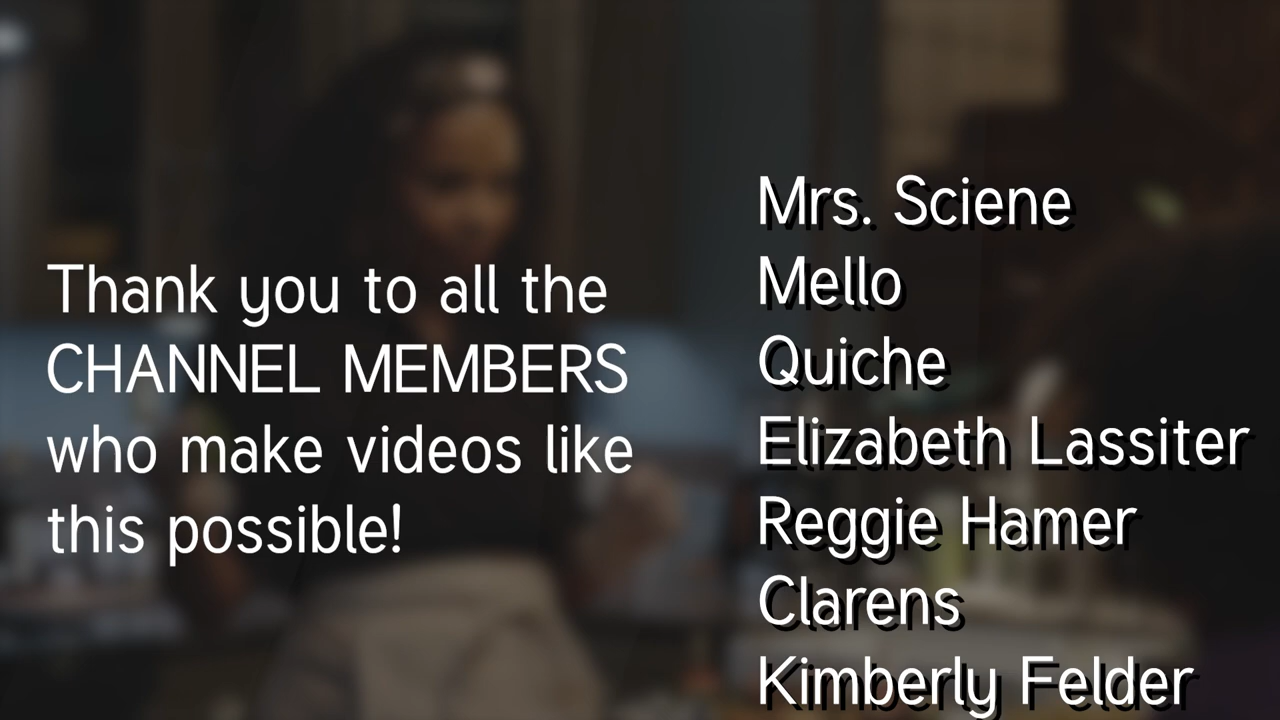 Thank you to all the
CHANNEL MEMBERS
who make videos like
this possible!
Mrs. Sciene
Mello
Quiche
Elizabeth Lassiter
Reggie Hamer
Clarens
Kimberly Felder